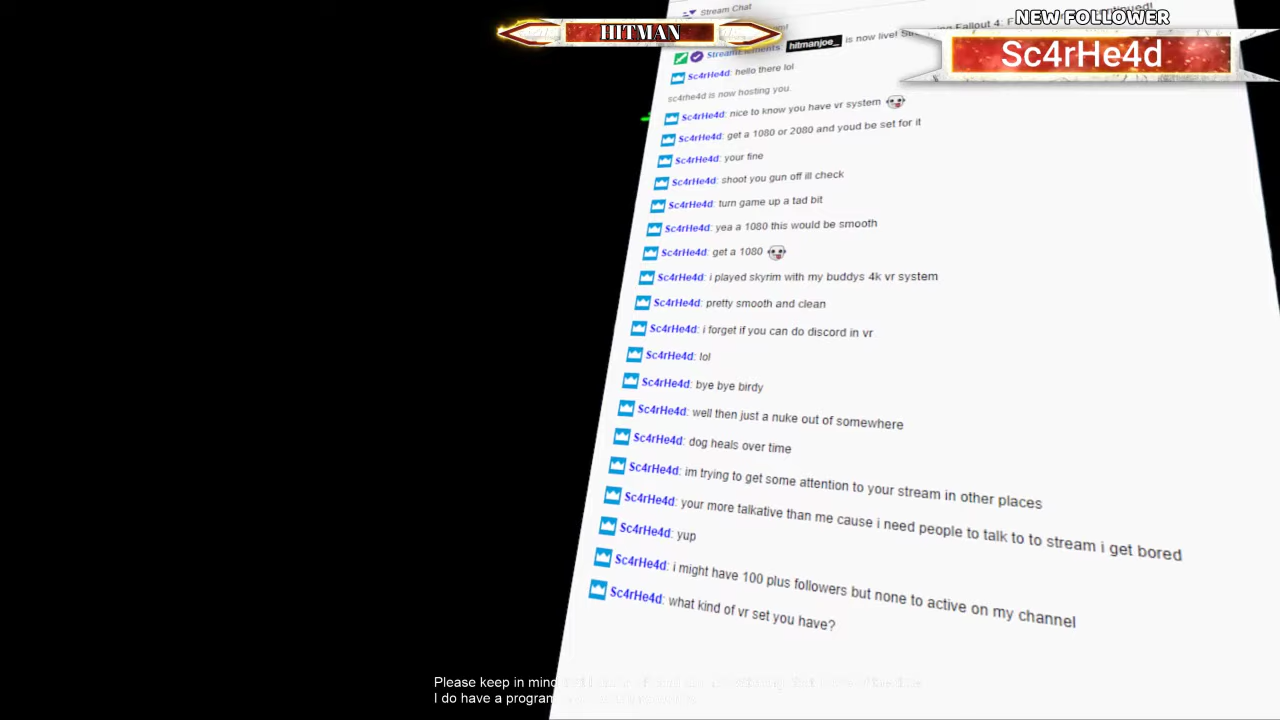 Stream Chat
HITMAN
NEW FOLLOWER
Sc4rHe4d
StreamElements: hitmanjoe_ is now live! Fallout 4:
Sc4rHe4d: hello there lol
sc4rhe4d is now hosting you.
Sc4rHe4d: nice to know you have vr system
Sc4rHe4d: get a 1080 or 2080 and youd be set for it
Sc4rHe4d: your fine
Sc4rHe4d: shoot you gun off ill check
Sc4rHe4d: turn game up a tad bit
Sc4rHe4d: yea a 1080 this would be smooth
Sc4rHe4d: get a 1080
Sc4rHe4d: i played skyrim with my buddys 4k vr system
Sc4rHe4d: pretty smooth and clean
Sc4rHe4d: i forget if you can do discord in vr
Sc4rHe4d: lol
Sc4rHe4d: bye bye birdy
Sc4rHe4d: well then just a nuke out of somewhere
Sc4rHe4d: dog heals over time
Sc4rHe4d: im trying to get some attention to your stream in other places
Sc4rHe4d: your more talkative than me cause i need people to talk to to stream i get bored
Sc4rHe4d: yup
Sc4rHe4d: i might have 100 plus followers but none to active on my channel
Sc4rHe4d: what kind of vr set you have?
Please keep in mind
I do have a program